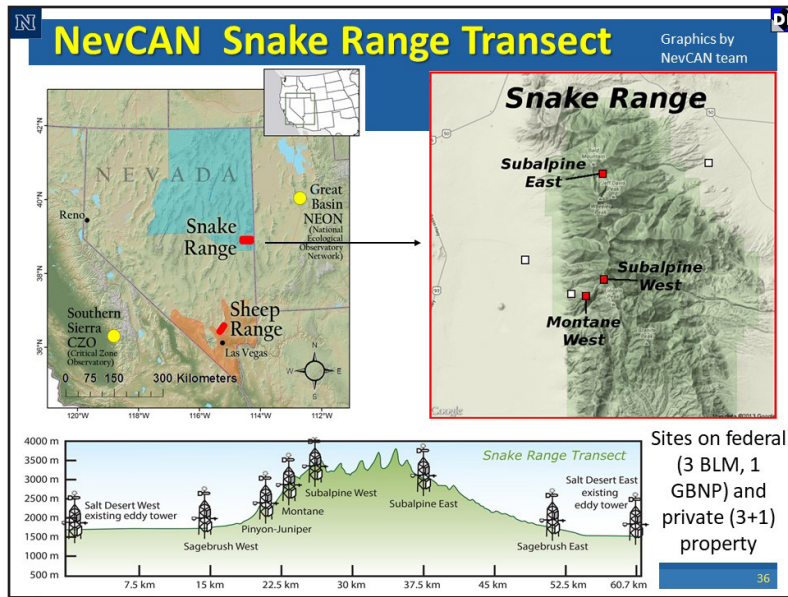 N
NevCAN Snake Range Transect
Graphics by
NevCAN team
42°N
40°N
38°N
36°N
120°W
118°W
116°W
114°W
112°W
NEVADA
Reno
Great
Basin
NEON
(National
Ecological
Observatory
Network)
Snake
Range
Sheep
Range
Las Vegas
Southern
Sierra
CZO
(Critical Zone
Observatory)
0 75 150 300 Kilometers
N
W E
S
Snake Range
Subalpine
East
Subalpine
West
Montane
West
50
50
Google
4000 m
3500 m
3000 m
2500 m
2000 m
1500 m
1000 m
500 m
Snake Range Transect
Salt Desert West
existing eddy tower
Sagebrush West
Pinyon-Juniper
Montane
Subalpine West
Subalpine East
Sagebrush East
Salt Desert East
existing
eddy tower
7.5 km 15 km 22.5 km 30 km 37.5 km 45 km 52.5 km 60.7 km
Sites on federal
(3 BLM, 1
GBNP) and
private (3+1)
property
36